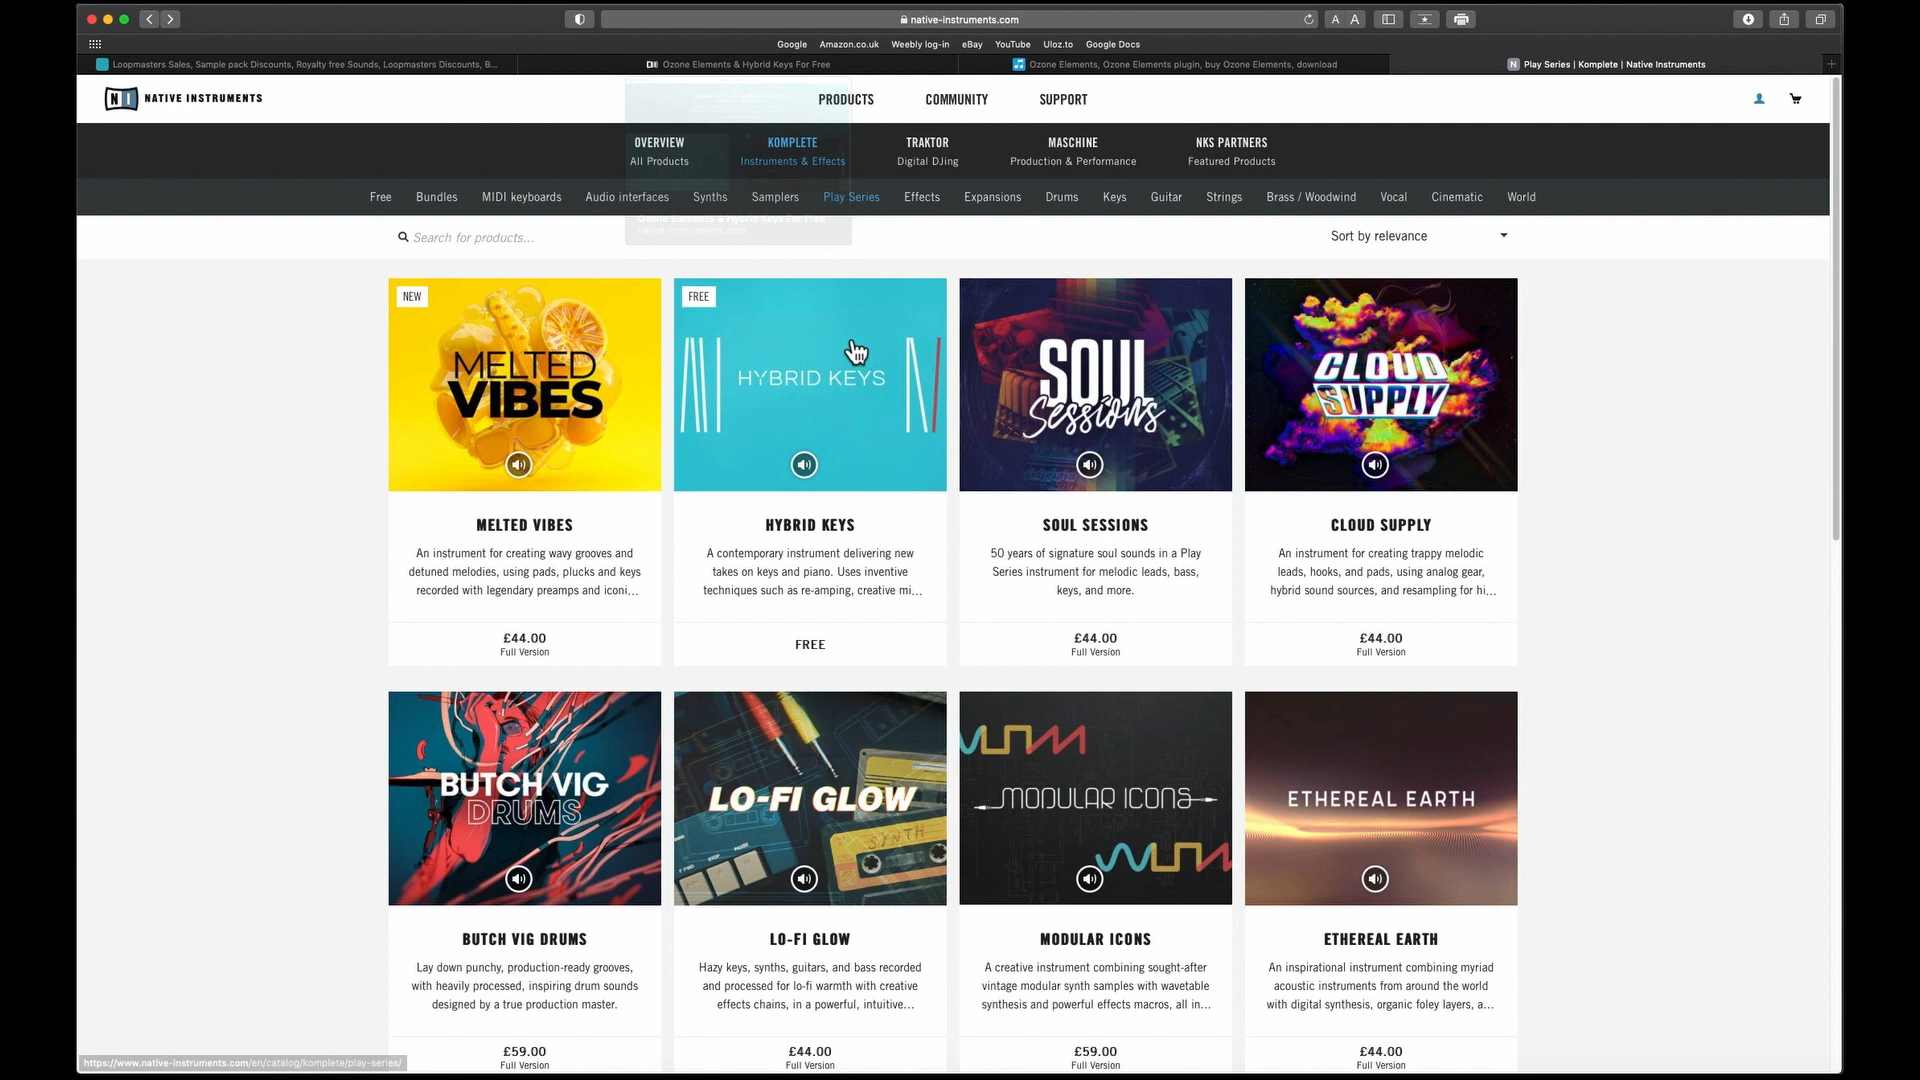 native-instruments.com
A A
Google Amazon.co.uk Weebly log-in eBay YouTube Uloz.to Google Docs
Loopmasters Sales, Sample pack Discounts, Royalty free Sounds, Loopmasters Discounts, B...
Ozone Elements & Hybrid Keys For Free
Ozone Elements, Ozone Elements plugin, buy Ozone Elements, download
N Play Series | Komplete | Native Instruments
NI NATIVE INSTRUMENTS
PRODUCTS COMMUNITY SUPPORT
OVERVIEW KOMPLETE TRAKTOR MASCHINE NKS PARTNERS
All Products Instruments & Effects Digital DJing Production & Performance Featured Products
Free Bundles MIDI keyboards Audio interfaces Synths Samplers Play Series Effects Expansions Drums Keys Guitar Strings Brass / Woodwind Vocal Cinematic World
Ozone Elements & Hybrid Keys For Free
native-instruments.com
Search for products...
Sort by relevance
NEW
MELTED
VIBES
FREE
HYBRID KEYS
SOUL
Sessions
CLOUD
SUPPLY
MELTED VIBES
An instrument for creating wavy grooves and
detuned melodies, using pads, plucks and keys
recorded with legendary preamps and iconi...
£44.00
Full Version
HYBRID KEYS
A contemporary instrument delivering new
takes on keys and piano. Uses inventive
techniques such as re-amping, creative mi...
FREE
SOUL SESSIONS
50 years of signature soul sounds in a Play
Series instrument for melodic leads, bass,
keys, and more.
£44.00
Full Version
CLOUD SUPPLY
An instrument for creating trappy melodic
leads, hooks, and pads, using analog gear,
hybrid sound sources, and resampling for hi...
£44.00
Full Version
BUTCH VIG
DRUMS
LO-FI GLOW
SYNTH
MODULAR ICONS
ETHEREAL EARTH
BUTCH VIG DRUMS
Lay down punchy, production-ready grooves,
with heavily processed, inspiring drum sounds
designed by a true production master.
£59.00
Full Version
LO-FI GLOW
Hazy keys, synths, guitars, and bass recorded
and processed for lo-fi warmth with creative
effects chains, in a powerful, intuitive...
£44.00
Full Version
MODULAR ICONS
A creative instrument combining sought-after
vintage modular synth samples with wavetable
synthesis and powerful effects macros, all in...
£59.00
Full Version
ETHEREAL EARTH
An inspirational instrument combining myriad
acoustic instruments from around the world
with digital synthesis, organic foley layers, a...
£44.00
Full Version
https://www.native-instruments.com/en/catalog/komplete/play-series/